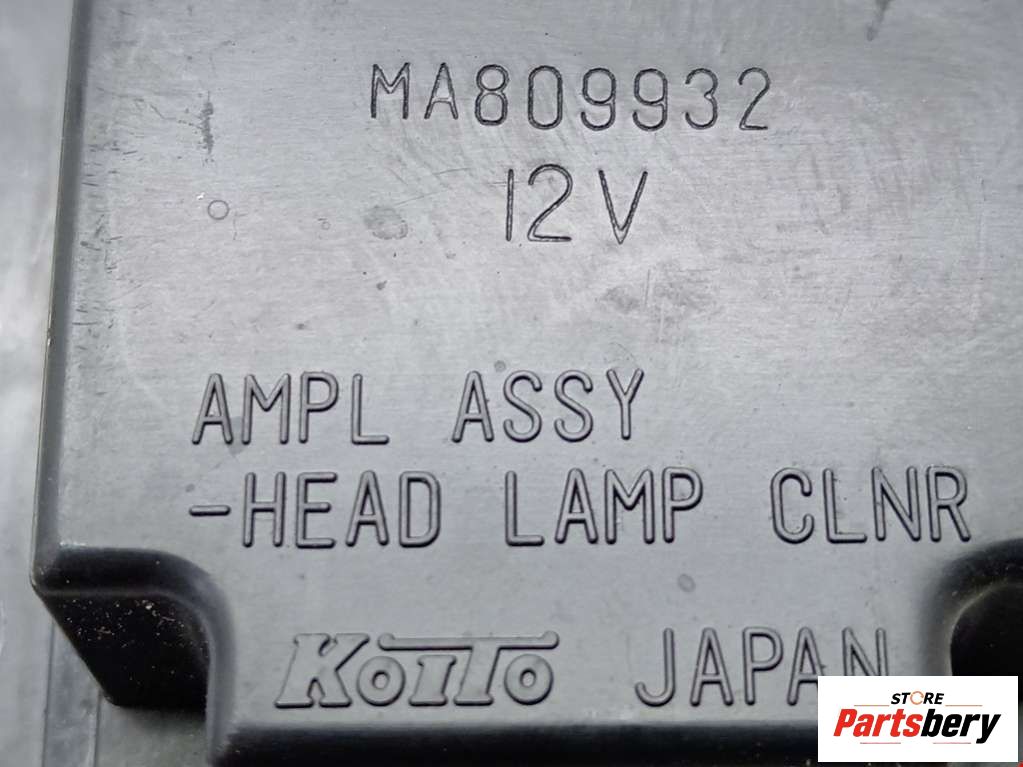 MA809932
12V
AMPL ASSY
-HEAD LAMP CLNR
KOITO JAPAN
STORE
Partsbery